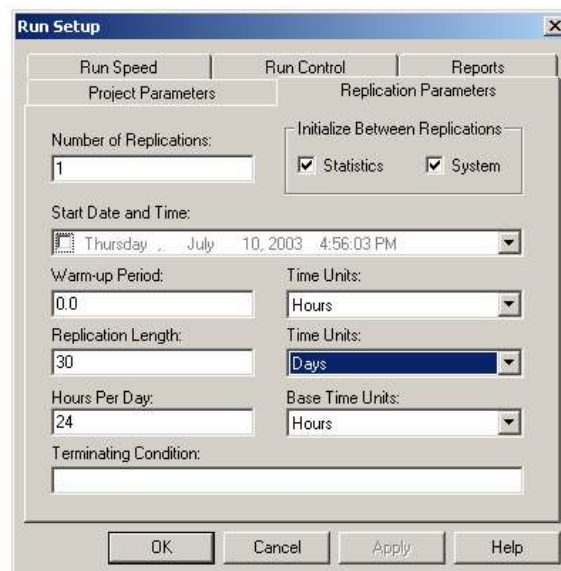 Run Setup
Run Speed Run Control Reports
Project Parameters Replication Parameters
Number of Replications:
1
Initialize Between Replications
Statistics System
Start Date and Time:
Thursday , July 10, 2003 4:56:03 PM
Warm-up Period: Time Units:
0.0 Hours
Replication Length: Time Units:
30 Days
Hours Per Day: Base Time Units:
24 Hours
Terminating Condition:
OK Cancel Apply Help